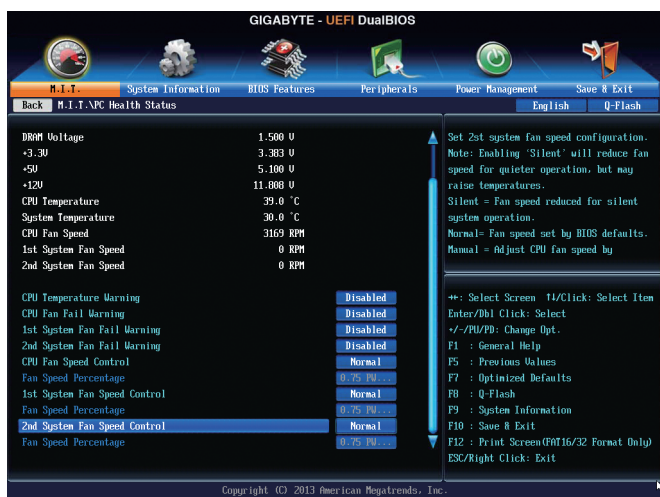 GIGABYTE - UEFI DualBIOS
M.I.T. System Information BIOS Features Peripherals Power Management Save & Exit
Back M.I.T.\PC Health Status English Q-Flash
DRAM Voltage 1.500 V
+3.3V 3.383 V
+5V 5.100 V
+12V 11.808 V
CPU Temperature 39.0 °C
System Temperature 30.0 °C
CPU Fan Speed 3169 RPM
1st System Fan Speed 0 RPM
2nd System Fan Speed 0 RPM
CPU Temperature Warning Disabled
CPU Fan Fail Warning Disabled
1st System Fan Fail Warning Disabled
2nd System Fan Fail Warning Disabled
CPU Fan Speed Control Normal
Fan Speed Percentage 0.75 PW...
1st System Fan Speed Control Normal
Fan Speed Percentage 0.75 PW...
2nd System Fan Speed Control Normal
Fan Speed Percentage 0.75 PW...
Set 2st system fan speed configuration.
Note: Enabling 'Silent' will reduce fan
speed for quieter operation, but may
raise temperatures.
Silent = Fan speed reduced for silent
system operation.
Normal= Fan speed set by BIOS defaults.
Manual = Adjust CPU fan speed by
↔: Select Screen ↑↓/Click: Select Item
Enter/Dbl Click: Select
+/-/PU/PD: Change Opt.
F1 : General Help
F5 : Previous Values
F7 : Optimized Defaults
F8 : Q-Flash
F9 : System Information
F10 : Save & Exit
F12 : Print Screen(FAT16/32 Format Only)
ESC/Right Click: Exit
Copyright (C) 2013 American Megatrends, Inc.